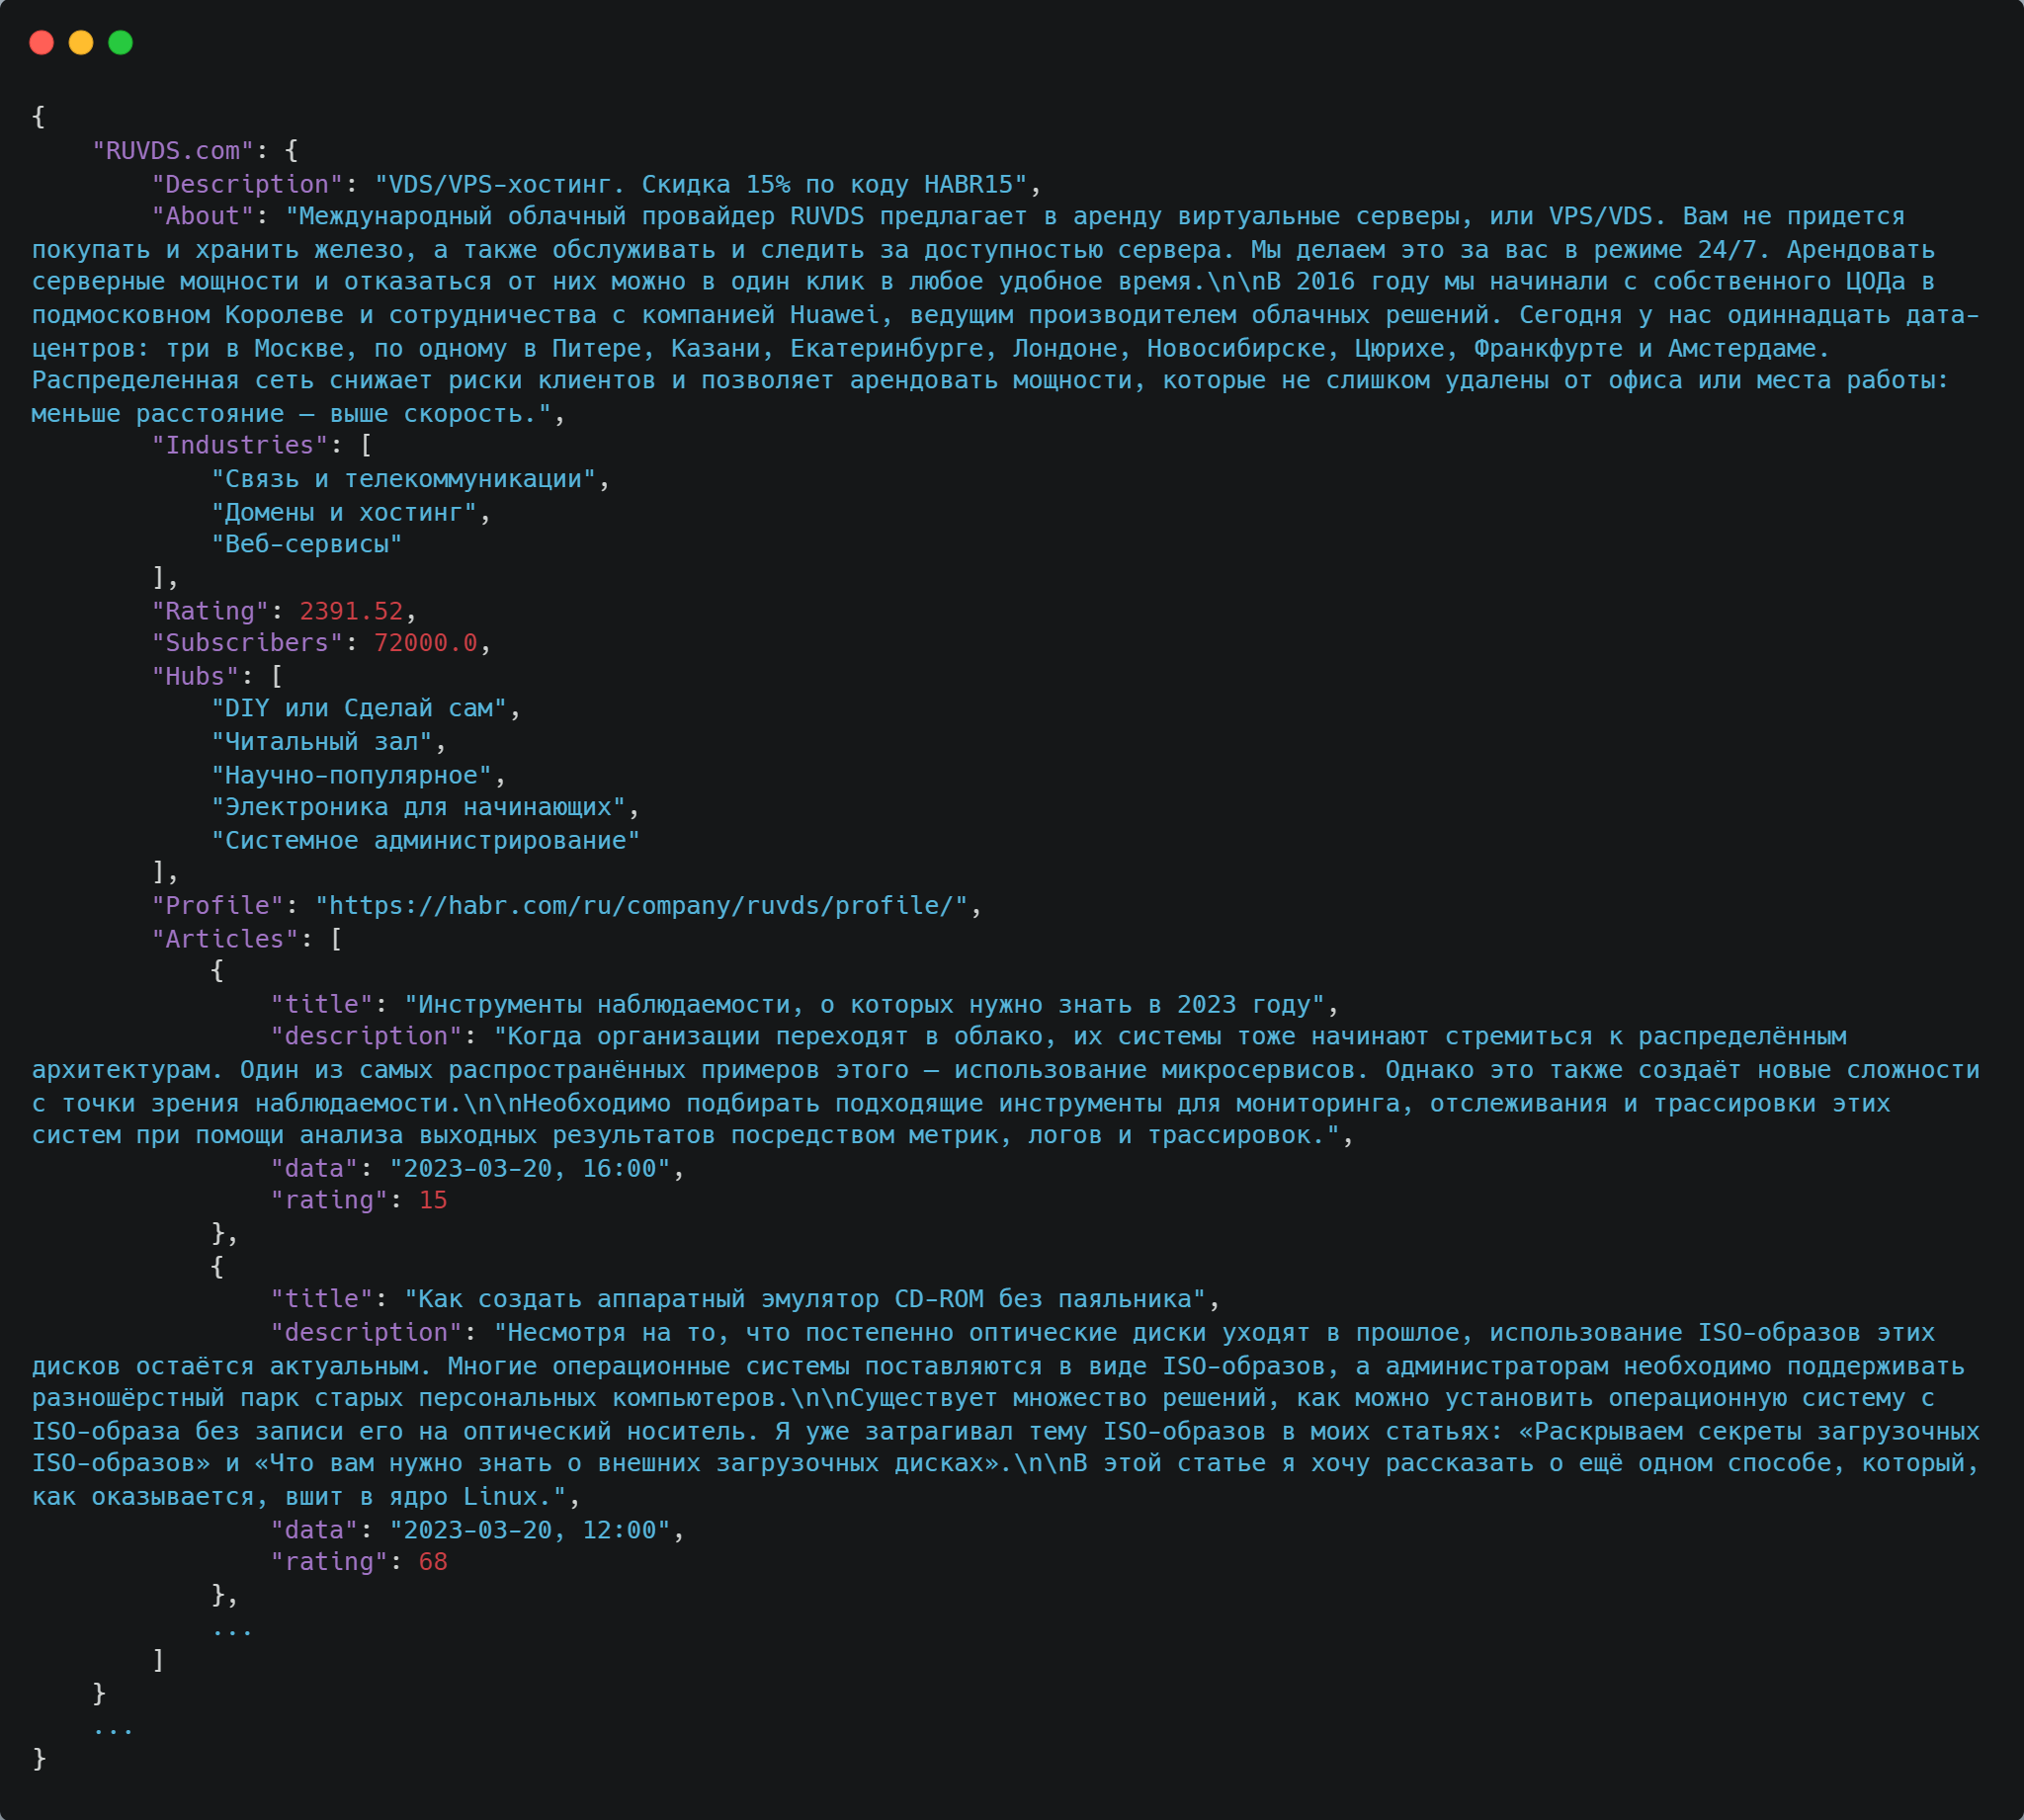 {
    "RUVDS.com": {
        "Description": "VDS/VPS-хостинг. Скидка 15% по коду HABR15",
        "About": "Международный облачный провайдер RUVDS предлагает в аренду виртуальные серверы, или VPS/VDS. Вам не придется
покупать и хранить железо, а также обслуживать и следить за доступностью сервера. Мы делаем это за вас в режиме 24/7. Арендовать
серверные мощности и отказаться от них можно в один клик в любое удобное время.\n\nВ 2016 году мы начинали с собственного ЦОДа в
подмосковном Королеве и сотрудничества с компанией Huawei, ведущим производителем облачных решений. Сегодня у нас одиннадцать дата-
центров: три в Москве, по одному в Питере, Казани, Екатеринбурге, Лондоне, Новосибирске, Цюрихе, Франкфурте и Амстердаме.
Распределенная сеть снижает риски клиентов и позволяет арендовать мощности, которые не слишком удалены от офиса или места работы:
меньше расстояние — выше скорость.",
        "Industries": [
            "Связь и телекоммуникации",
            "Домены и хостинг",
            "Веб-сервисы"
        ],
        "Rating": 2391.52,
        "Subscribers": 72000.0,
        "Hubs": [
            "DIY или Сделай сам",
            "Читальный зал",
            "Научно-популярное",
            "Электроника для начинающих",
            "Системное администрирование"
        ],
        "Profile": "https://habr.com/ru/company/ruvds/profile/",
        "Articles": [
            {
                "title": "Инструменты наблюдаемости, о которых нужно знать в 2023 году",
                "description": "Когда организации переходят в облако, их системы тоже начинают стремиться к распределённым
архитектурам. Один из самых распространённых примеров этого — использование микросервисов. Однако это также создаёт новые сложности
с точки зрения наблюдаемости.\n\nНеобходимо подбирать подходящие инструменты для мониторинга, отслеживания и трассировки этих
систем при помощи анализа выходных результатов посредством метрик, логов и трассировок.",
                "data": "2023-03-20, 16:00",
                "rating": 15
            },
            {
                "title": "Как создать аппаратный эмулятор CD-ROM без паяльника",
                "description": "Несмотря на то, что постепенно оптические диски уходят в прошлое, использование ISO-образов этих
дисков остаётся актуальным. Многие операционные системы поставляются в виде ISO-образов, а администраторам необходимо поддерживать
разношёрстный парк старых персональных компьютеров.\n\nСуществует множество решений, как можно установить операционную систему с
ISO-образа без записи его на оптический носитель. Я уже затрагивал тему ISO-образов в моих статьях: «Раскрываем секреты загрузочных
ISO-образов» и «Что вам нужно знать о внешних загрузочных дисках».\n\nВ этой статье я хочу рассказать о ещё одном способе, который,
как оказывается, вшит в ядро Linux.",
                "data": "2023-03-20, 12:00",
                "rating": 68
            },
            ...
        ]
    }
    ...
}